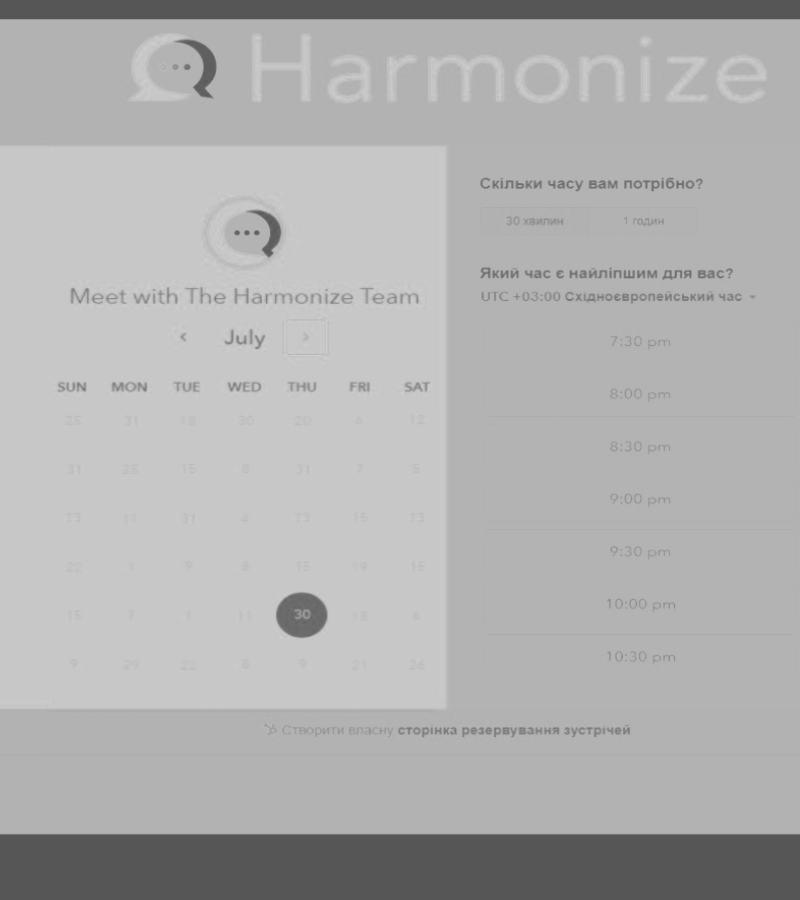 Harmonize
Meet with The Harmonize Team
‹ July ›
SUN MON TUE WED THU FRI SAT
25 31 18 30 20 6 12
31 25 15 8 31 7 5
13 11 31 4 13 15 13
22 1 9 8 15 19 15
15 7 1 11 30 13 6
9 29 22 8 9 21 26
Скільки часу вам потрібно?
30 хвилин 1 годин
Який час є найліпшим для вас?
UTC +03:00 Східноєвропейський час
7:30 pm
8:00 pm
8:30 pm
9:00 pm
9:30 pm
10:00 pm
10:30 pm
Створити власну сторінка резервування зустрічей